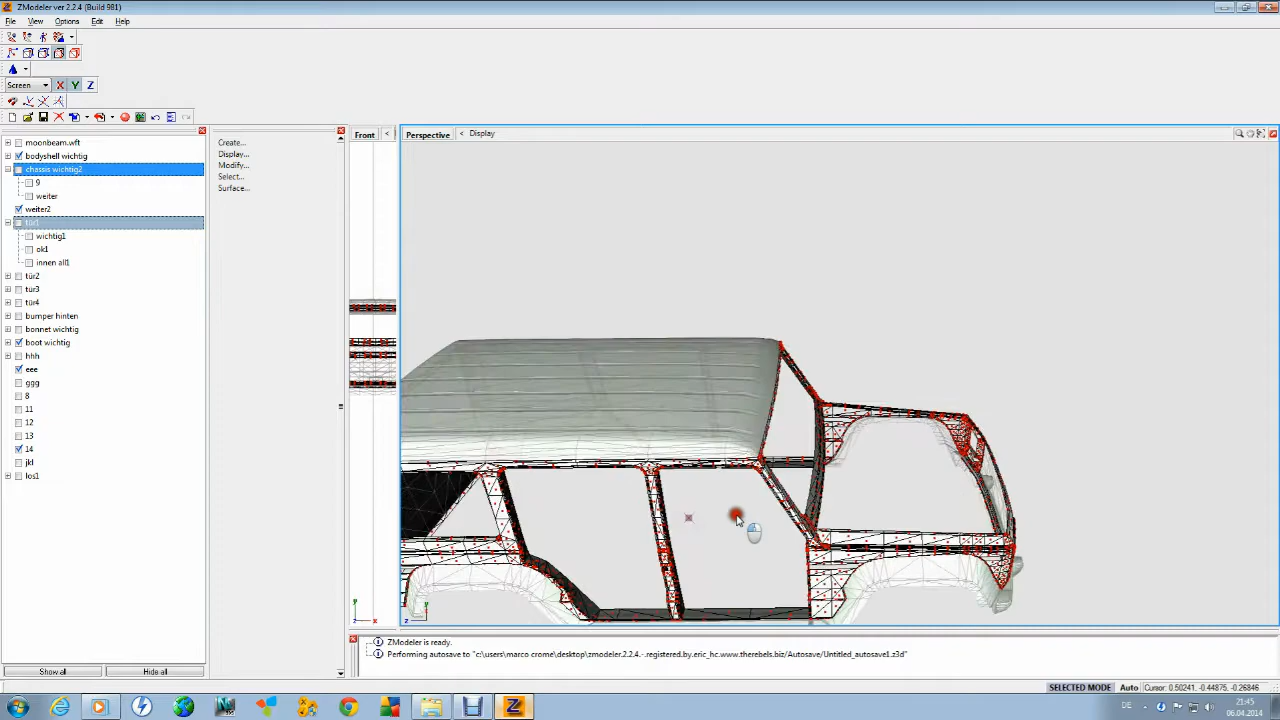 ZModeler ver 2.2.4 (Build 981)
File View Options Edit Help
Screen X Y Z
moonbeam.wft
bodyshell wichtig
chassis wichtig2
9
weiter
weiter2
tür1
wichtig1
ok1
innen all1
tür2
tur3
tür4
bumper hinten
bonnet wichtig
boot wichtig
hhh
eee
ggg
8
11
12
13
14
jkl
los1
Show all Hide all
Create...
Display...
Modify...
Select...
Surface...
Front <
Perspective < Display
ZModeler is ready.
Performing autosave to "c:\users\marco crome\desktop\zmodeler.2.2.4.-.registered.by.eric_hc.www.therebels.biz/Autosave/Untitled_autosave1.z3d"
SELECTED MODE Auto Cursor: 0.50241, -0.44875, -0.26846
DE
21:45
06.04.2014